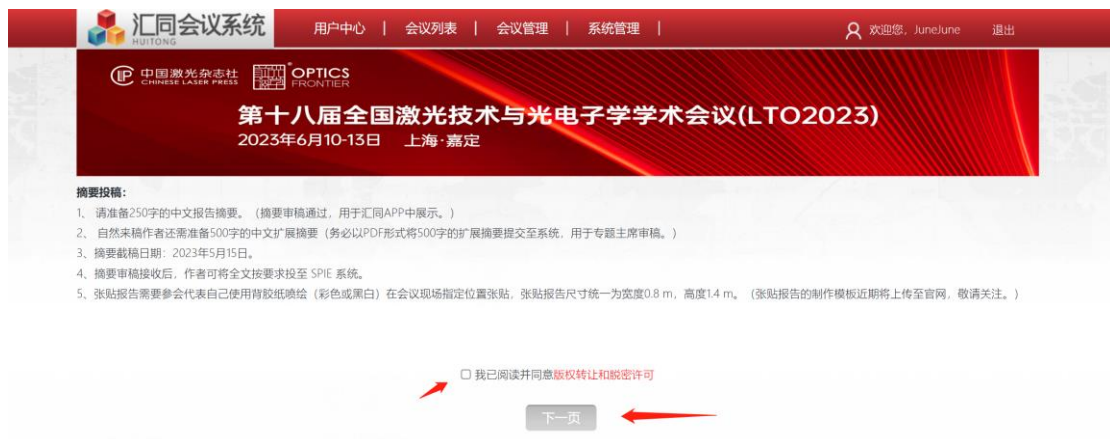 汇同会议系统
HUITONG
用户中心 | 会议列表 | 会议管理 | 系统管理 |
欢迎您，JuneJune 退出
中国激光杂志社
CHINESE LASER PRESS
OPTICS
FRONTIER
第十八届全国激光技术与光电子学学术会议(LTO2023)
2023年6月10-13日 上海·嘉定
摘要投稿：
1、 请准备250字的中文报告摘要。（摘要审稿通过，用于汇同APP中展示。）
2、 自然来稿作者还需准备500字的中文扩展摘要（务必以PDF形式将500字的扩展摘要提交至系统，用于专题主席审稿。）
3、摘要截稿日期：2023年5月15日。
4、摘要审稿接收后，作者可将全文按要求投至 SPIE 系统。
5、张贴报告需要参会代表自己使用背胶纸喷绘（彩色或黑白）在会议现场指定位置张贴，张贴报告尺寸统一为宽度0.8 m，高度1.4 m。（张贴报告的制作模板近期将上传至官网，敬请关注。）
我已阅读并同意版权转让和脱密许可
下一页